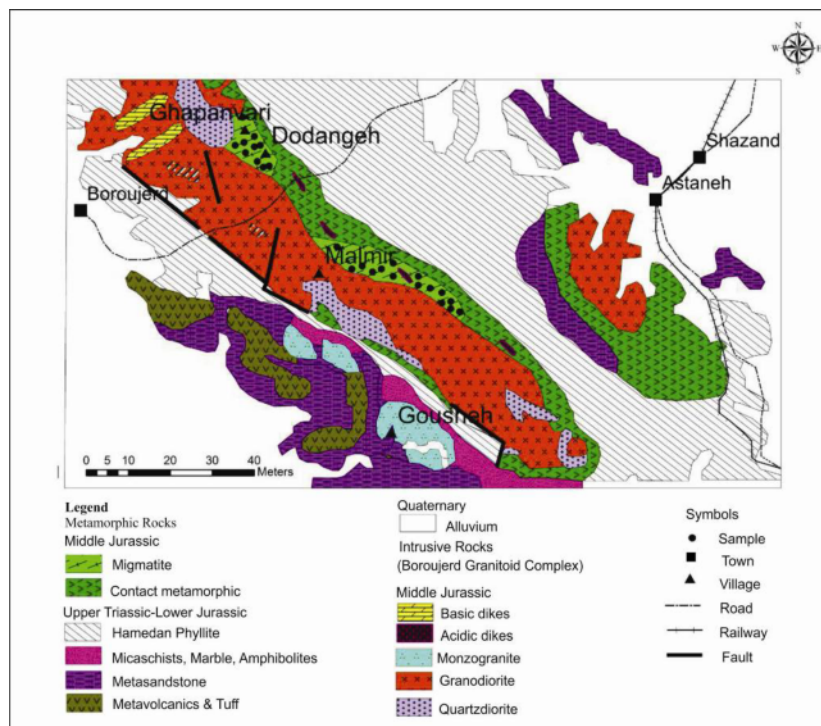 N
W E
S
Ghapanvari
Dodangeh
Shazand
Astaneh
Boroujerd
Malmir
Gousheh
0 5 10 20 30 40
Meters
Legend
Metamorphic Rocks
Middle Jurassic
Migmatite
Contact metamorphic
Upper Triassic-Lower Jurassic
Hamedan Phyllite
Micaschists, Marble, Amphibolites
Metasandstone
Metavolcanics & Tuff
Quaternary
Alluvium
Intrusive Rocks
(Boroujerd Granitoid Complex)
Middle Jurassic
Basic dikes
Acidic dikes
Monzogranite
Granodiorite
Quartzdiorite
Symbols
Sample
Town
Village
Road
Railway
Fault